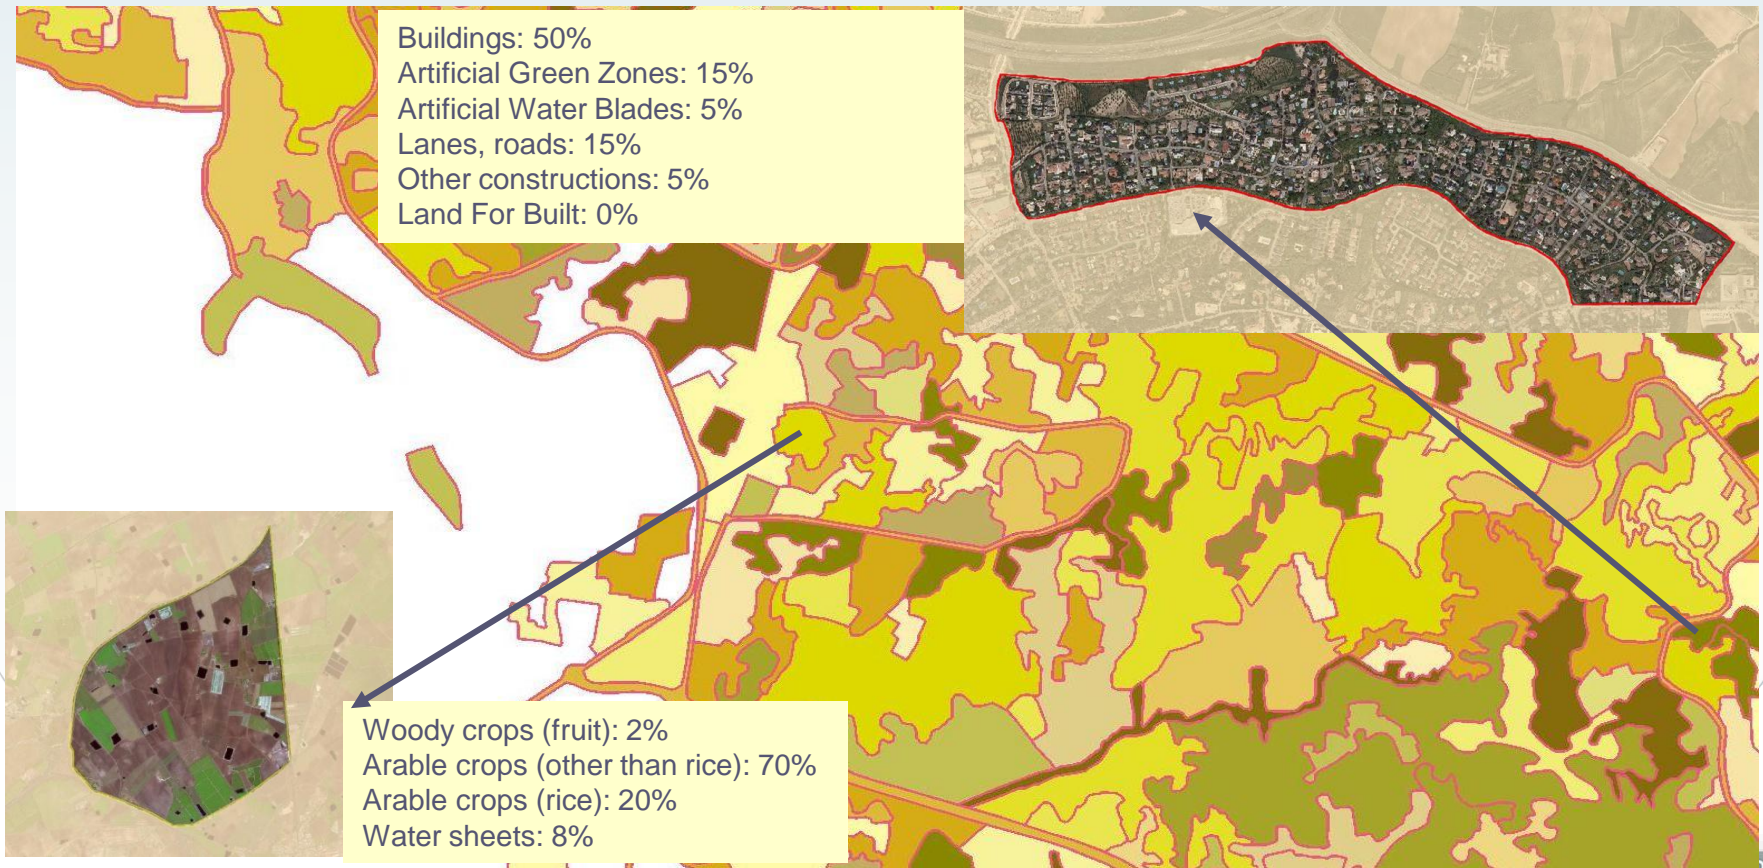 Buildings: 50%
Artificial Green Zones: 15%
Artificial Water Blades: 5%
Lanes, roads: 15%
Other constructions: 5%
Land For Built: 0%
Woody crops (fruit): 2%
Arable crops (other than rice): 70%
Arable crops (rice): 20%
Water sheets: 8%